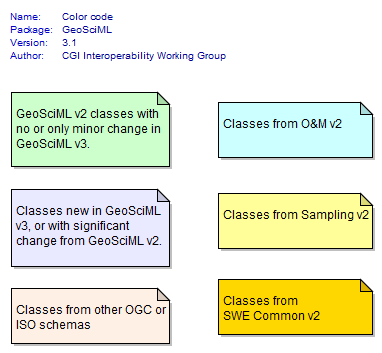 Name: Color code
Package: GeoSciML
Version: 3.1
Author: CGI Interoperability Working Group
GeoSciML v2 classes with
no or only minor change in
GeoSciML v3.
Classes from O&M v2
Classes new in GeoSciML
v3, or with significant
change from GeoSciML v2.
Classes from Sampling v2
Classes from other OGC or
ISO schemas
Classes from
SWE Common v2